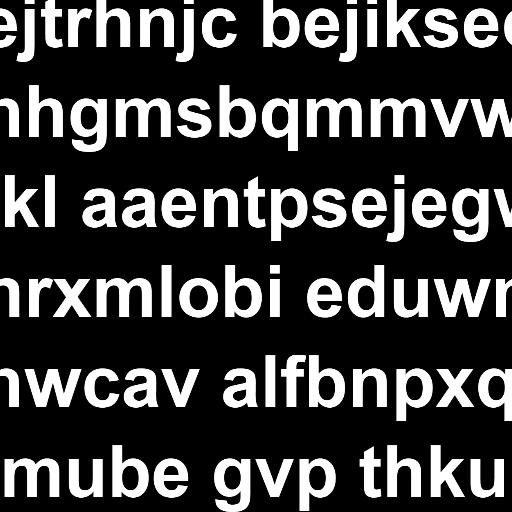 ejtrhnjc bejiksec
nhgmsbqmmvw
kl aaentpsejegv
nrxmlobi eduwn
nwcav alfbnpxq
mube gvp thku